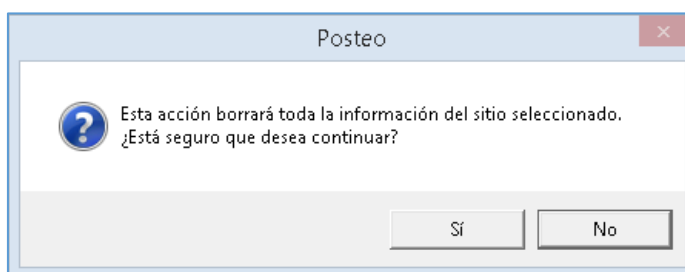 Posteo
Esta acción borrará toda la información del sitio seleccionado.
¿Está seguro que desea continuar?
Sí
No